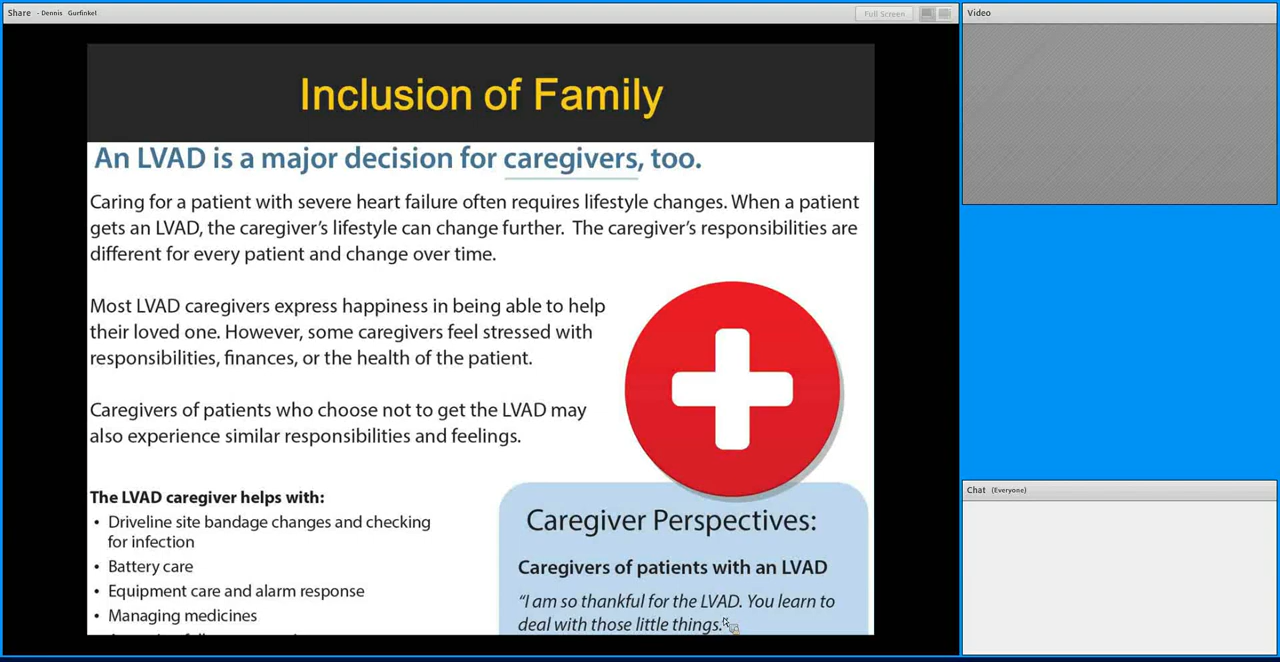 Share - Dennis Gurfinkel
Full Screen
Video
Inclusion of Family
An LVAD is a major decision for caregivers, too.
Caring for a patient with severe heart failure often requires lifestyle changes. When a patient
gets an LVAD, the caregiver's lifestyle can change further. The caregiver's responsibilities are
different for every patient and change over time.
Most LVAD caregivers express happiness in being able to help
their loved one. However, some caregivers feel stressed with
responsibilities, finances, or the health of the patient.
Caregivers of patients who choose not to get the LVAD may
also experience similar responsibilities and feelings.
The LVAD caregiver helps with:
• Driveline site bandage changes and checking
for infection
• Battery care
• Equipment care and alarm response
• Managing medicines
Caregiver Perspectives:
Caregivers of patients with an LVAD
“I am so thankful for the LVAD. You learn to
deal with those little things.”
Chat (Everyone)